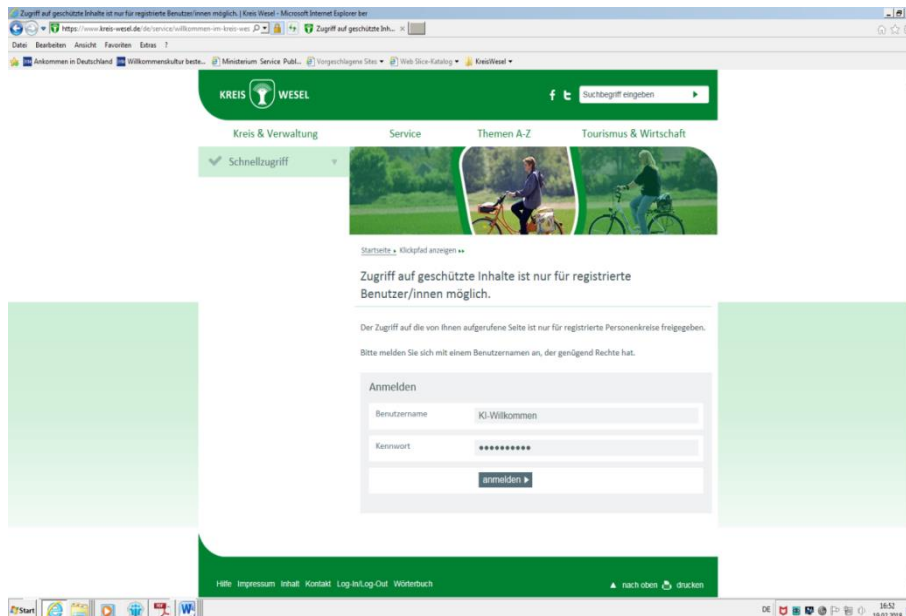 Zugriff auf geschützte Inhalte ist nur für registrierte Benutzer/innen möglich. | Kreis Wesel - Microsoft Internet Explorer ber
https://www.kreis-wesel.de/de/service/willkommen-im-kreis-wes
Zugriff auf geschützte Inh...
Datei Bearbeiten Ansicht Favoriten Extras ?
Ankommen in Deutschland Willkommenskultur beste... Ministerium Service Publ... Vorgeschlagene Sites Web Slice-Katalog KreisWesel
KREIS WESEL
Suchbegriff eingeben
Kreis & Verwaltung Service Themen A-Z Tourismus & Wirtschaft
Schnellzugriff
Startseite Klickpfad anzeigen
Zugriff auf geschützte Inhalte ist nur für registrierte
Benutzer/innen möglich.
Der Zugriff auf die von Ihnen aufgerufene Seite ist nur für registrierte Personenkreise freigegeben.
Bitte melden Sie sich mit einem Benutzernamen an, der genügend Rechte hat.
Anmelden
Benutzername KI-Willkommen
Kennwort ••••••••••
anmelden
Hilfe Impressum Inhalt Kontakt Log-In/Log-Out Wörterbuch nach oben drucken
Start DE 16:52